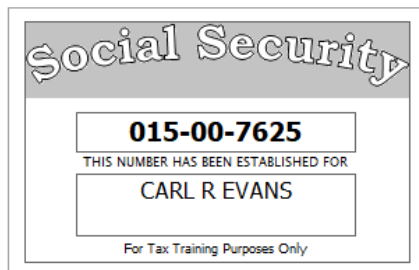 Social Security
015-00-7625
THIS NUMBER HAS BEEN ESTABLISHED FOR
CARL R EVANS
For Tax Training Purposes Only